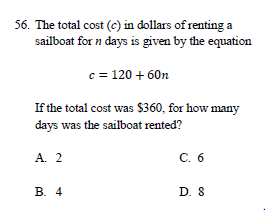 56. The total cost (c) in dollars of renting a
sailboat for n days is given by the equation
c = 120 + 60n
If the total cost was $360, for how many
days was the sailboat rented?
A. 2
C. 6
B. 4
D. 8